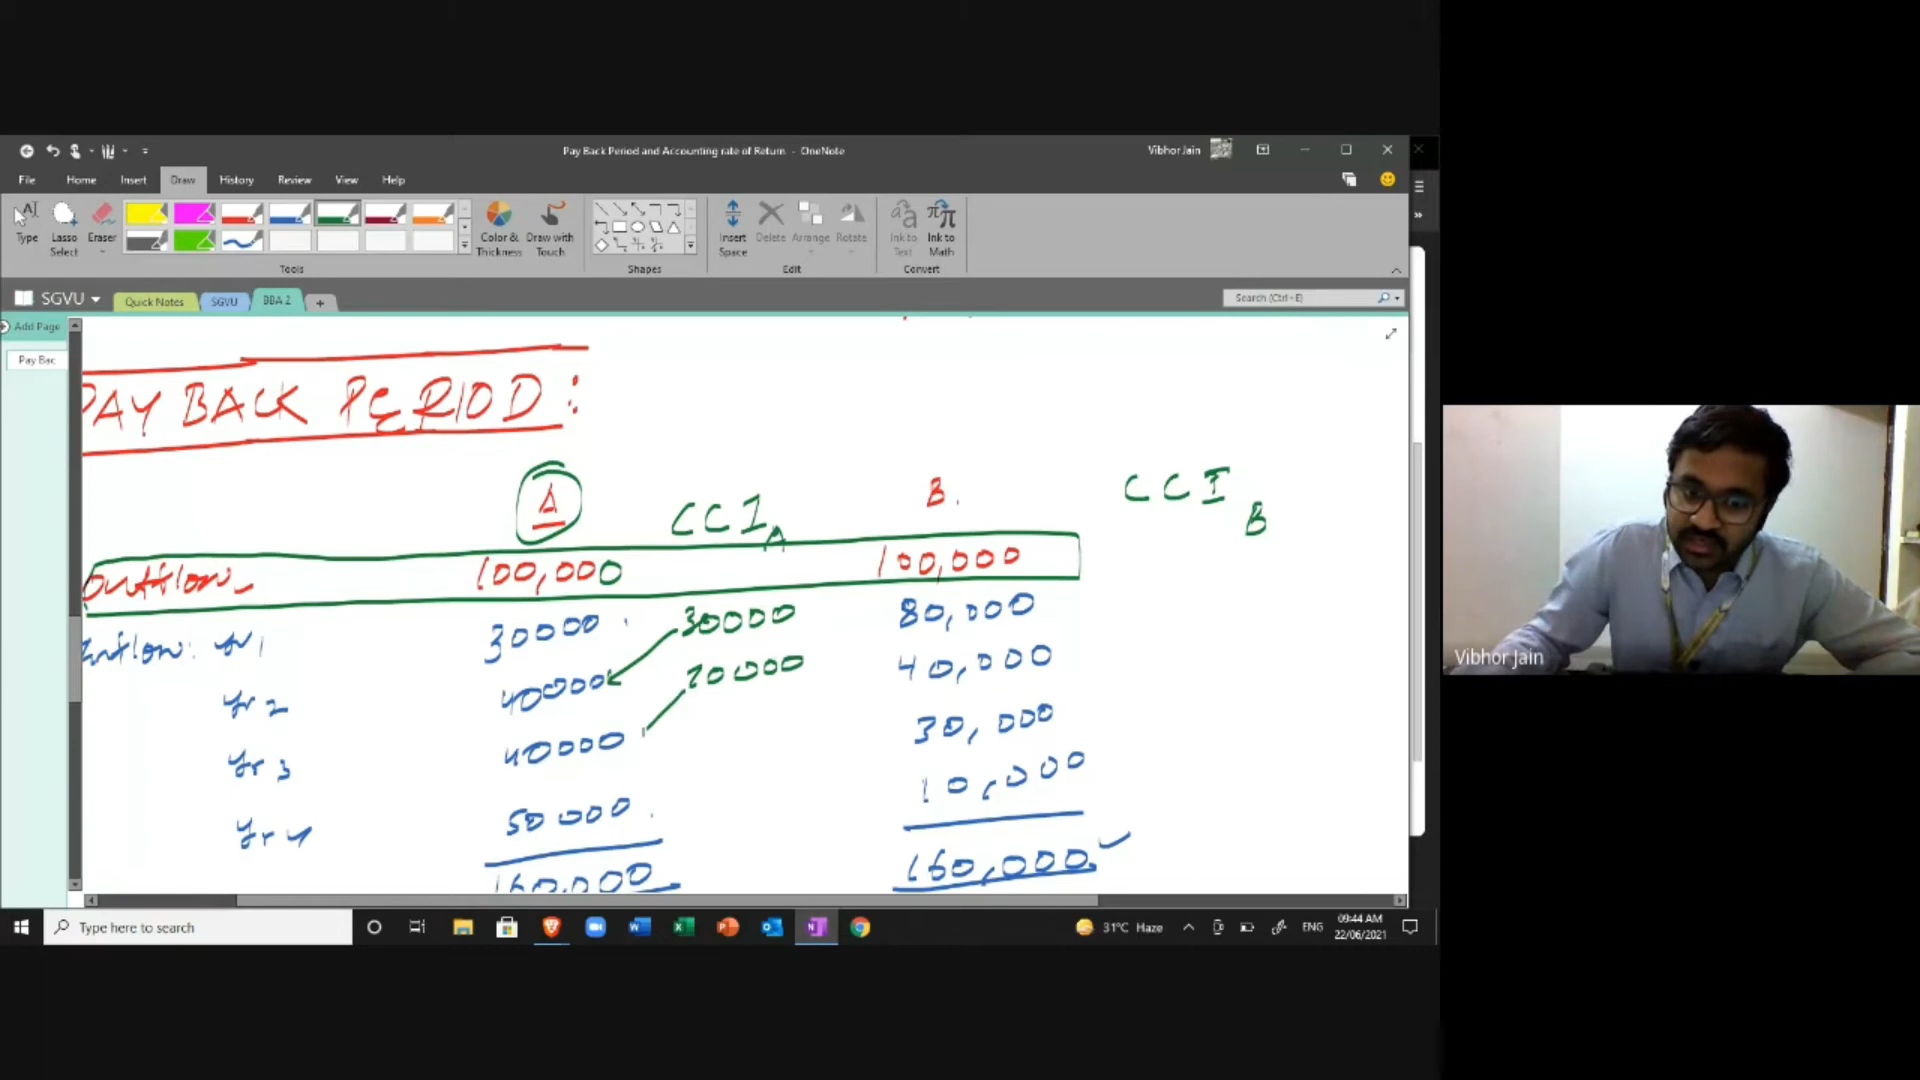 Pay Back Period and Accounting rate of Return - OneNote
Vibhor Jain
File Home Insert Draw History Review View Help
Type
Lasso Select
Eraser
Color & Thickness
Draw with Touch
Insert Space
Delete
Arrange
Rotate
Ink to Text
Ink to Math
Tools Shapes Edit Convert
SGVU Quick Notes SGVU BBA 2
Search (Ctrl+E)
Add Page
Pay Bac
PAY BACK PERIOD:
A CCI A B. CCI B
outflow 100,000 100,000
Inflow: Yr 1 30000 30000 80,000
Yr 2 40000 70000 40,000
Yr 3 40000 30,000
Yr 4 50000 10,000
160,000 160,000
Vibhor Jain
Type here to search
31°C Haze
ENG
09:44 AM
22/06/2021